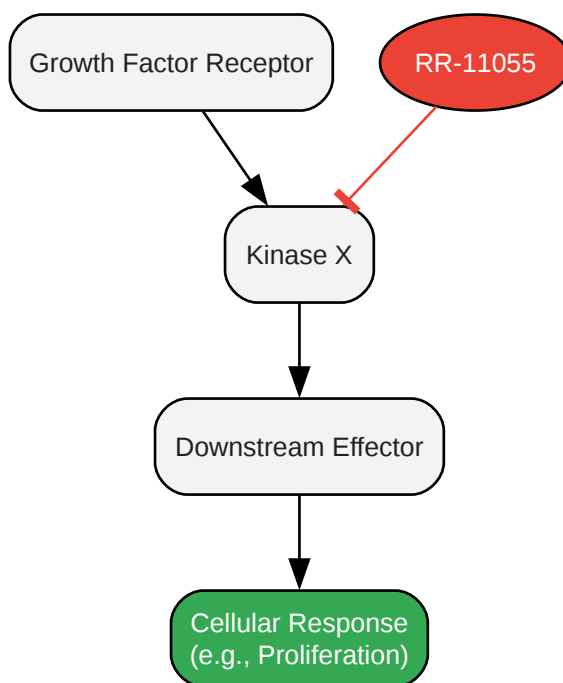 Growth Factor Receptor
RR-11055
Kinase X
Downstream Effector
Cellular Response
(e.g., Proliferation)